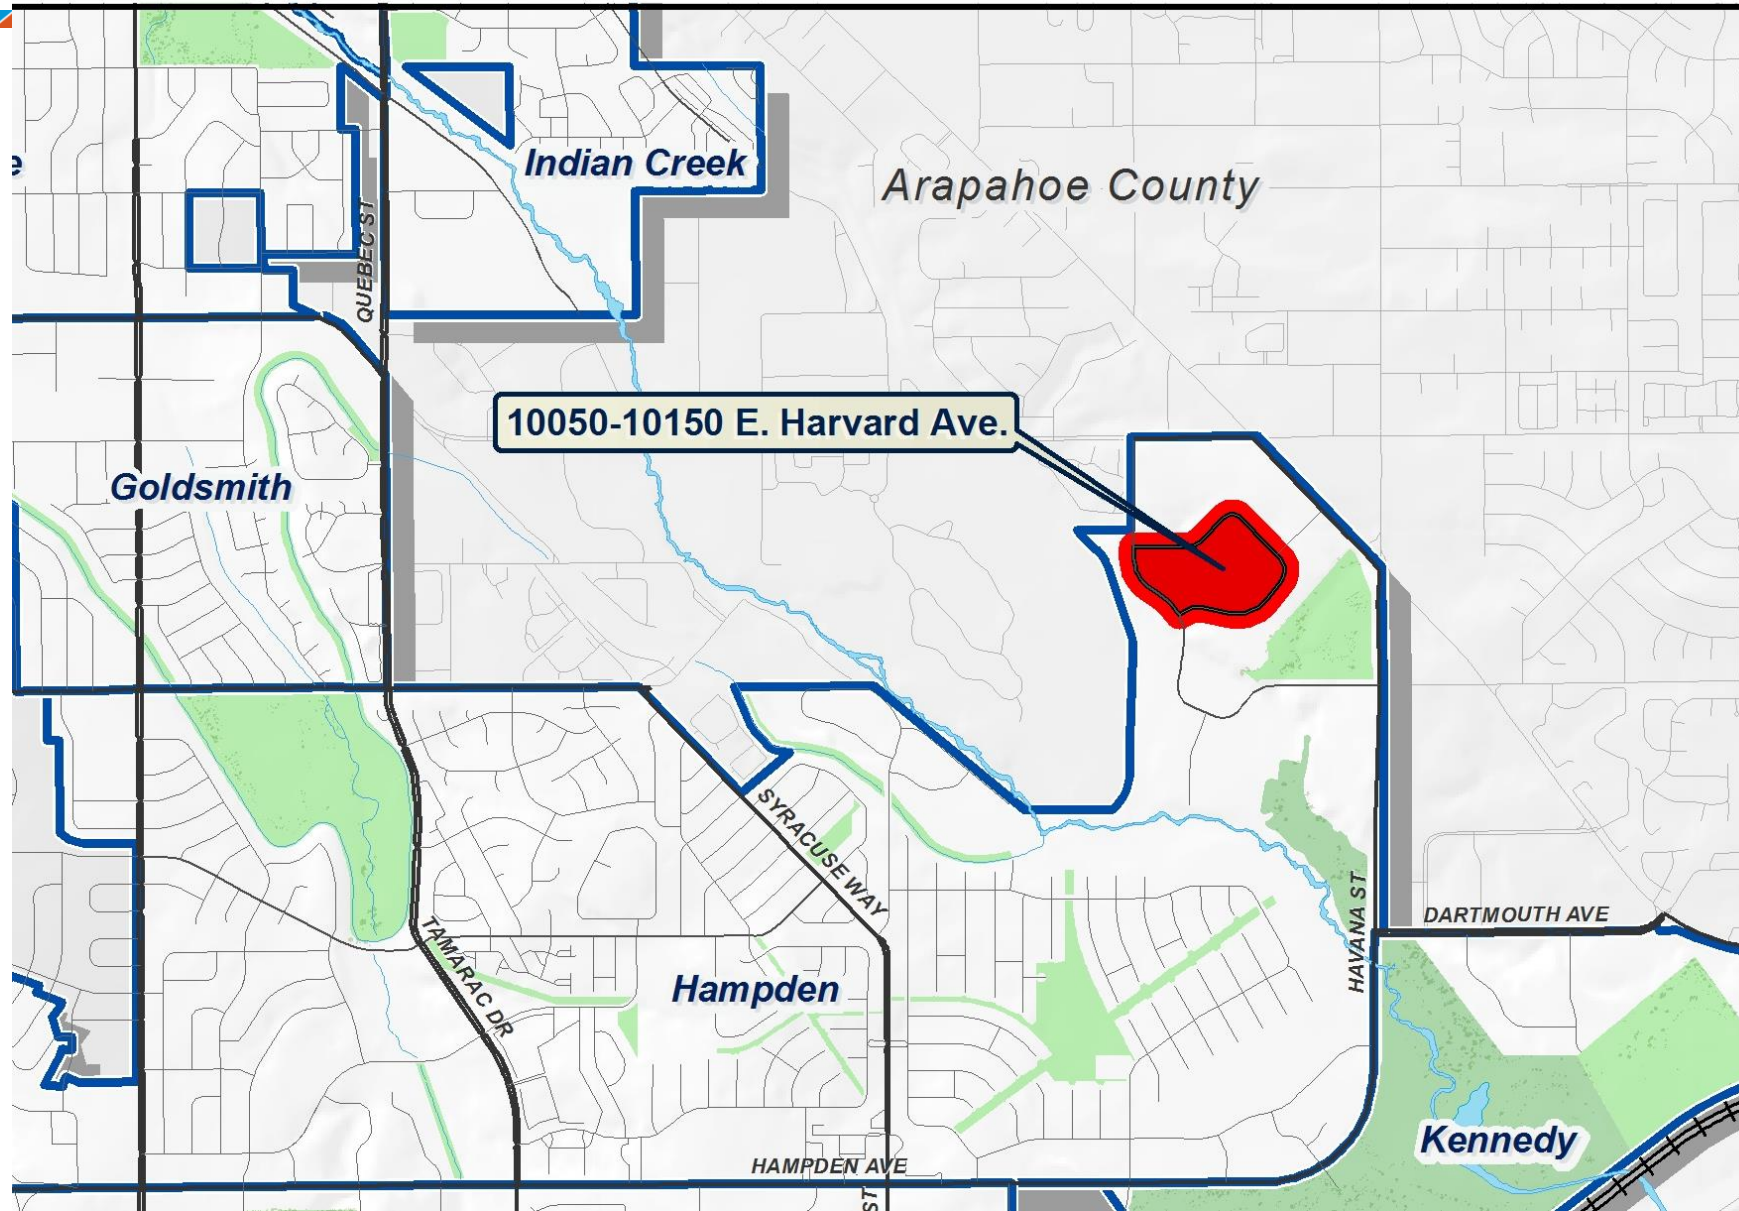 Indian Creek
e
Arapahoe County
QUEBEC ST
10050-10150 E. Harvard Ave.
Goldsmith
SYRACUSE WAY
HAVANA ST
DARTMOUTH AVE
TAMARAC DR
Hampden
Kennedy
HAMPDEN AVE
ST